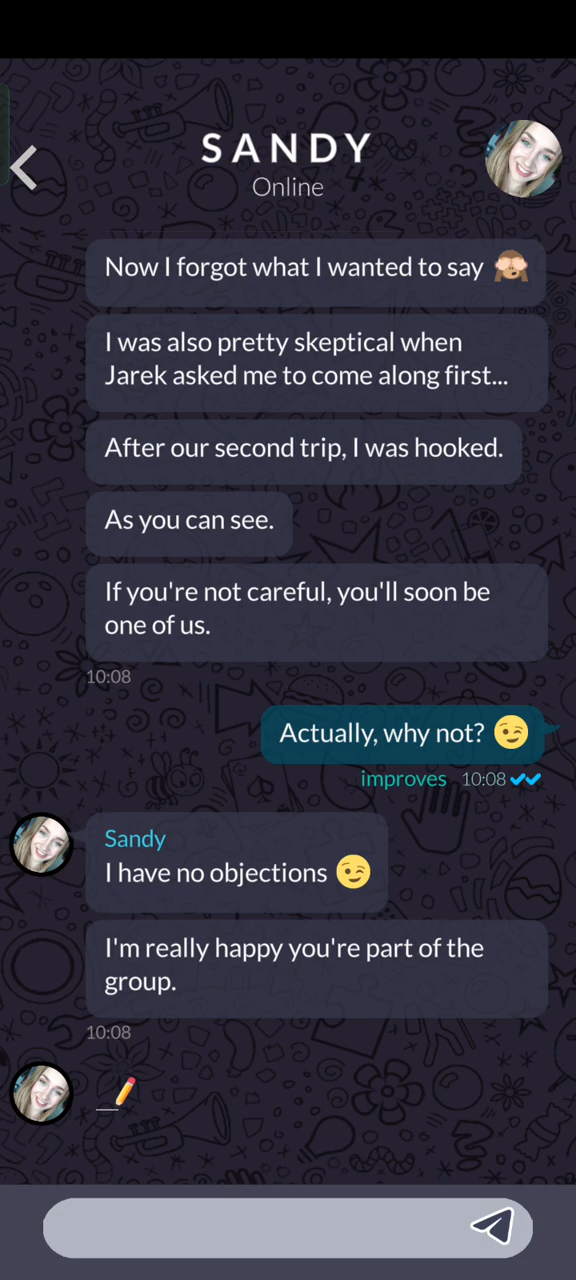 SANDY
Online
Now I forgot what I wanted to say 🙈
I was also pretty skeptical when
Jarek asked me to come along first...
After our second trip, I was hooked.
As you can see.
If you're not careful, you'll soon be
one of us.
10:08
Actually, why not? 😉
improves 10:08
Sandy
I have no objections 😉
I'm really happy you're part of the
group.
10:08